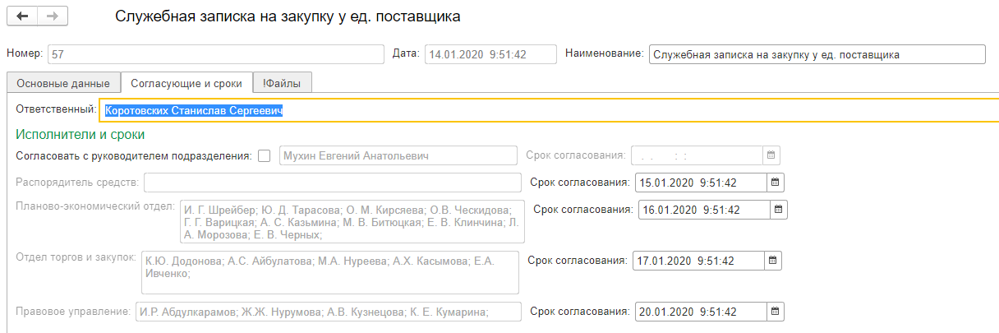 Служебная записка на закупку у ед. поставщика
Номер: 57 Дата: 14.01.2020 9:51:42 Наименование: Служебная записка на закупку у ед. поставщика
Основные данные Согласующие и сроки !Файлы
Ответственный: Коротовских Станислав Сергеевич
Исполнители и сроки
Согласовать с руководителем подразделения: Мухин Евгений Анатольевич Срок согласования: . . : :
Распорядитель средств: Срок согласования: 15.01.2020 9:51:42
Планово-экономический отдел: И. Г. Шрейбер; Ю. Д. Тарасова; О. М. Кирсяева; О.В. Ческидова; Срок согласования: 16.01.2020 9:51:42
Г. Г. Варицкая; А. С. Казьмина; М. В. Битюцкая; Е. В. Клинчина; Л.
А. Морозова; Е. В. Черных;
Отдел торгов и закупок: К.Ю. Додонова; А.С. Айбулатова; М.А. Нуреева; А.Х. Касымова; Е.А. Срок согласования: 17.01.2020 9:51:42
Ивченко;
Правовое управление: И.Р. Абдулкарамов; Ж.Ж. Нурумова; А.В. Кузнецова; К. Е. Кумарина; Срок согласования: 20.01.2020 9:51:42